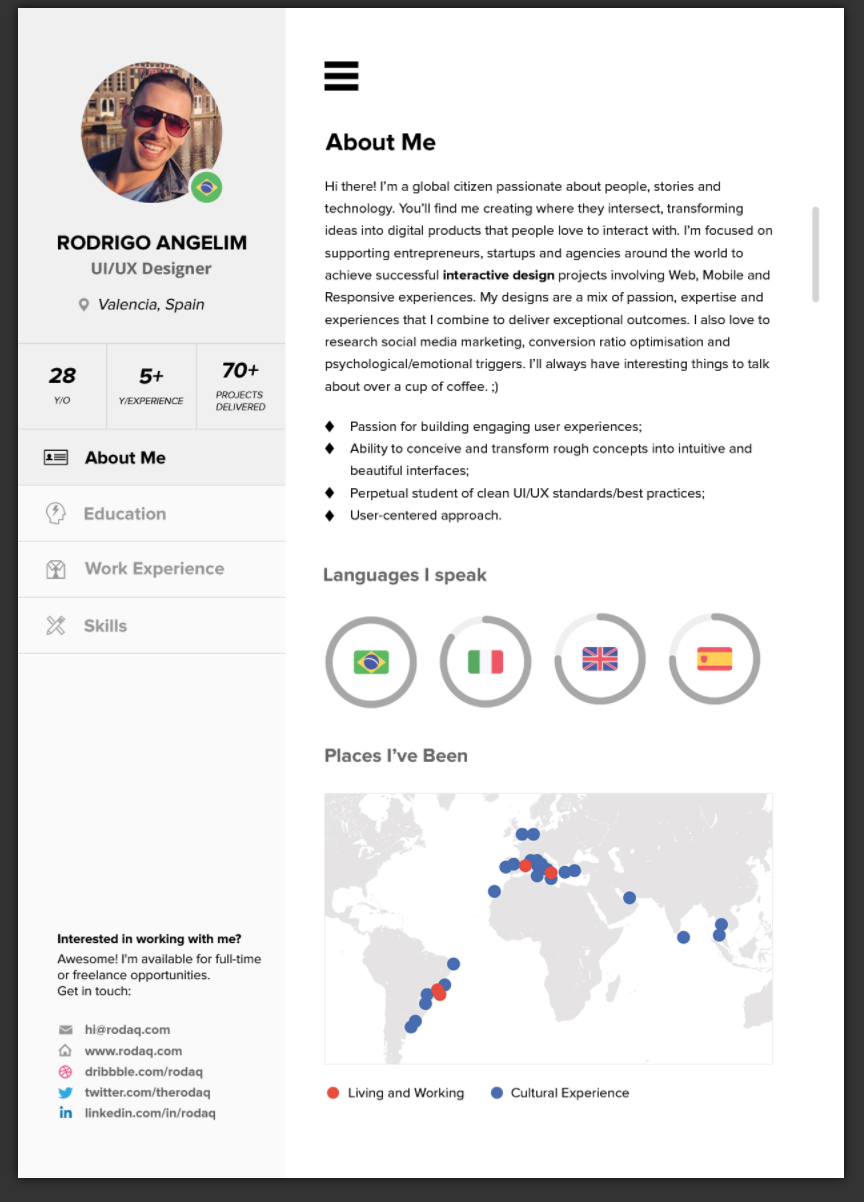 RODRIGO ANGELIM
UI/UX Designer
Valencia, Spain
28
Y/O
5+
Y/EXPERIENCE
70+
PROJECTS
DELIVERED
About Me
Education
Work Experience
Skills
Interested in working with me?
Awesome! I'm available for full-time
or freelance opportunities.
Get in touch:
hi@rodaq.com
www.rodaq.com
dribbble.com/rodaq
twitter.com/therodaq
linkedin.com/in/rodaq
About Me
Hi there! I'm a global citizen passionate about people, stories and
technology. You'll find me creating where they intersect, transforming
ideas into digital products that people love to interact with. I'm focused on
supporting entrepreneurs, startups and agencies around the world to
achieve successful interactive design projects involving Web, Mobile and
Responsive experiences. My designs are a mix of passion, expertise and
experiences that I combine to deliver exceptional outcomes. I also love to
research social media marketing, conversion ratio optimisation and
psychological/emotional triggers. I'll always have interesting things to talk
about over a cup of coffee. ;)
♦ Passion for building engaging user experiences;
♦ Ability to conceive and transform rough concepts into intuitive and
beautiful interfaces;
♦ Perpetual student of clean UI/UX standards/best practices;
♦ User-centered approach.
Languages I speak
Places I've Been
Living and Working
Cultural Experience